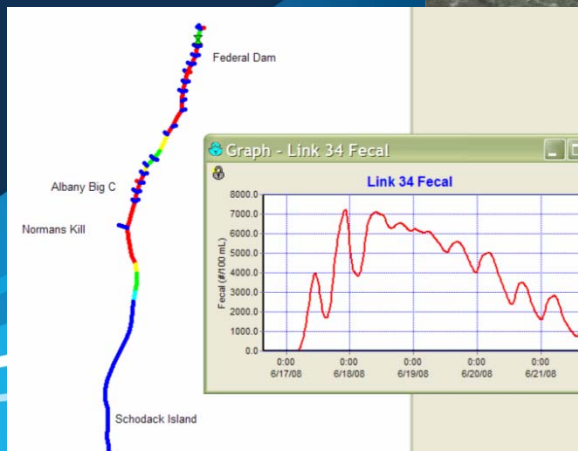 Federal Dam
Albany Big C
Normans Kill
Schodack Island
Graph - Link 34 Fecal
Link 34 Fecal
Fecal (#/100 mL)
8000.0
7000.0
6000.0
5000.0
4000.0
3000.0
2000.0
1000.0
0.0
0:00 0:00 0:00 0:00 0:00
6/17/08 6/18/08 6/19/08 6/20/08 6/21/08